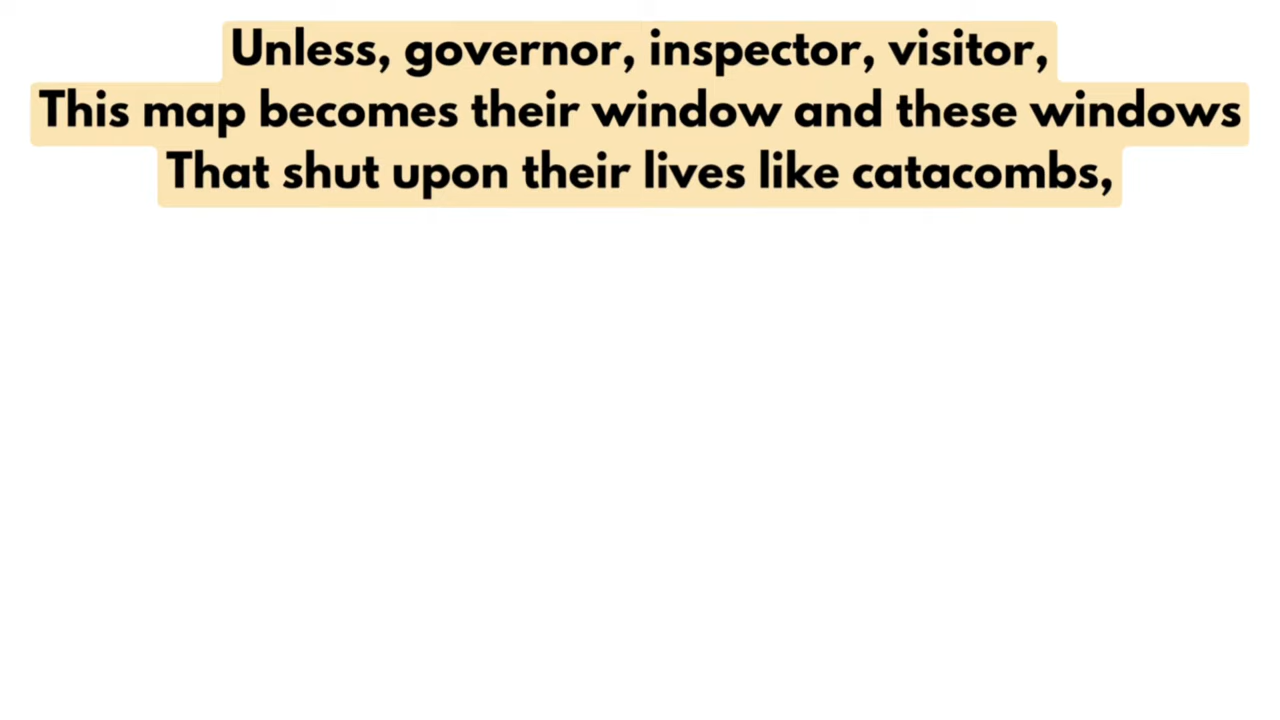 Unless, governor, inspector, visitor,
This map becomes their window and these windows
That shut upon their lives like catacombs,